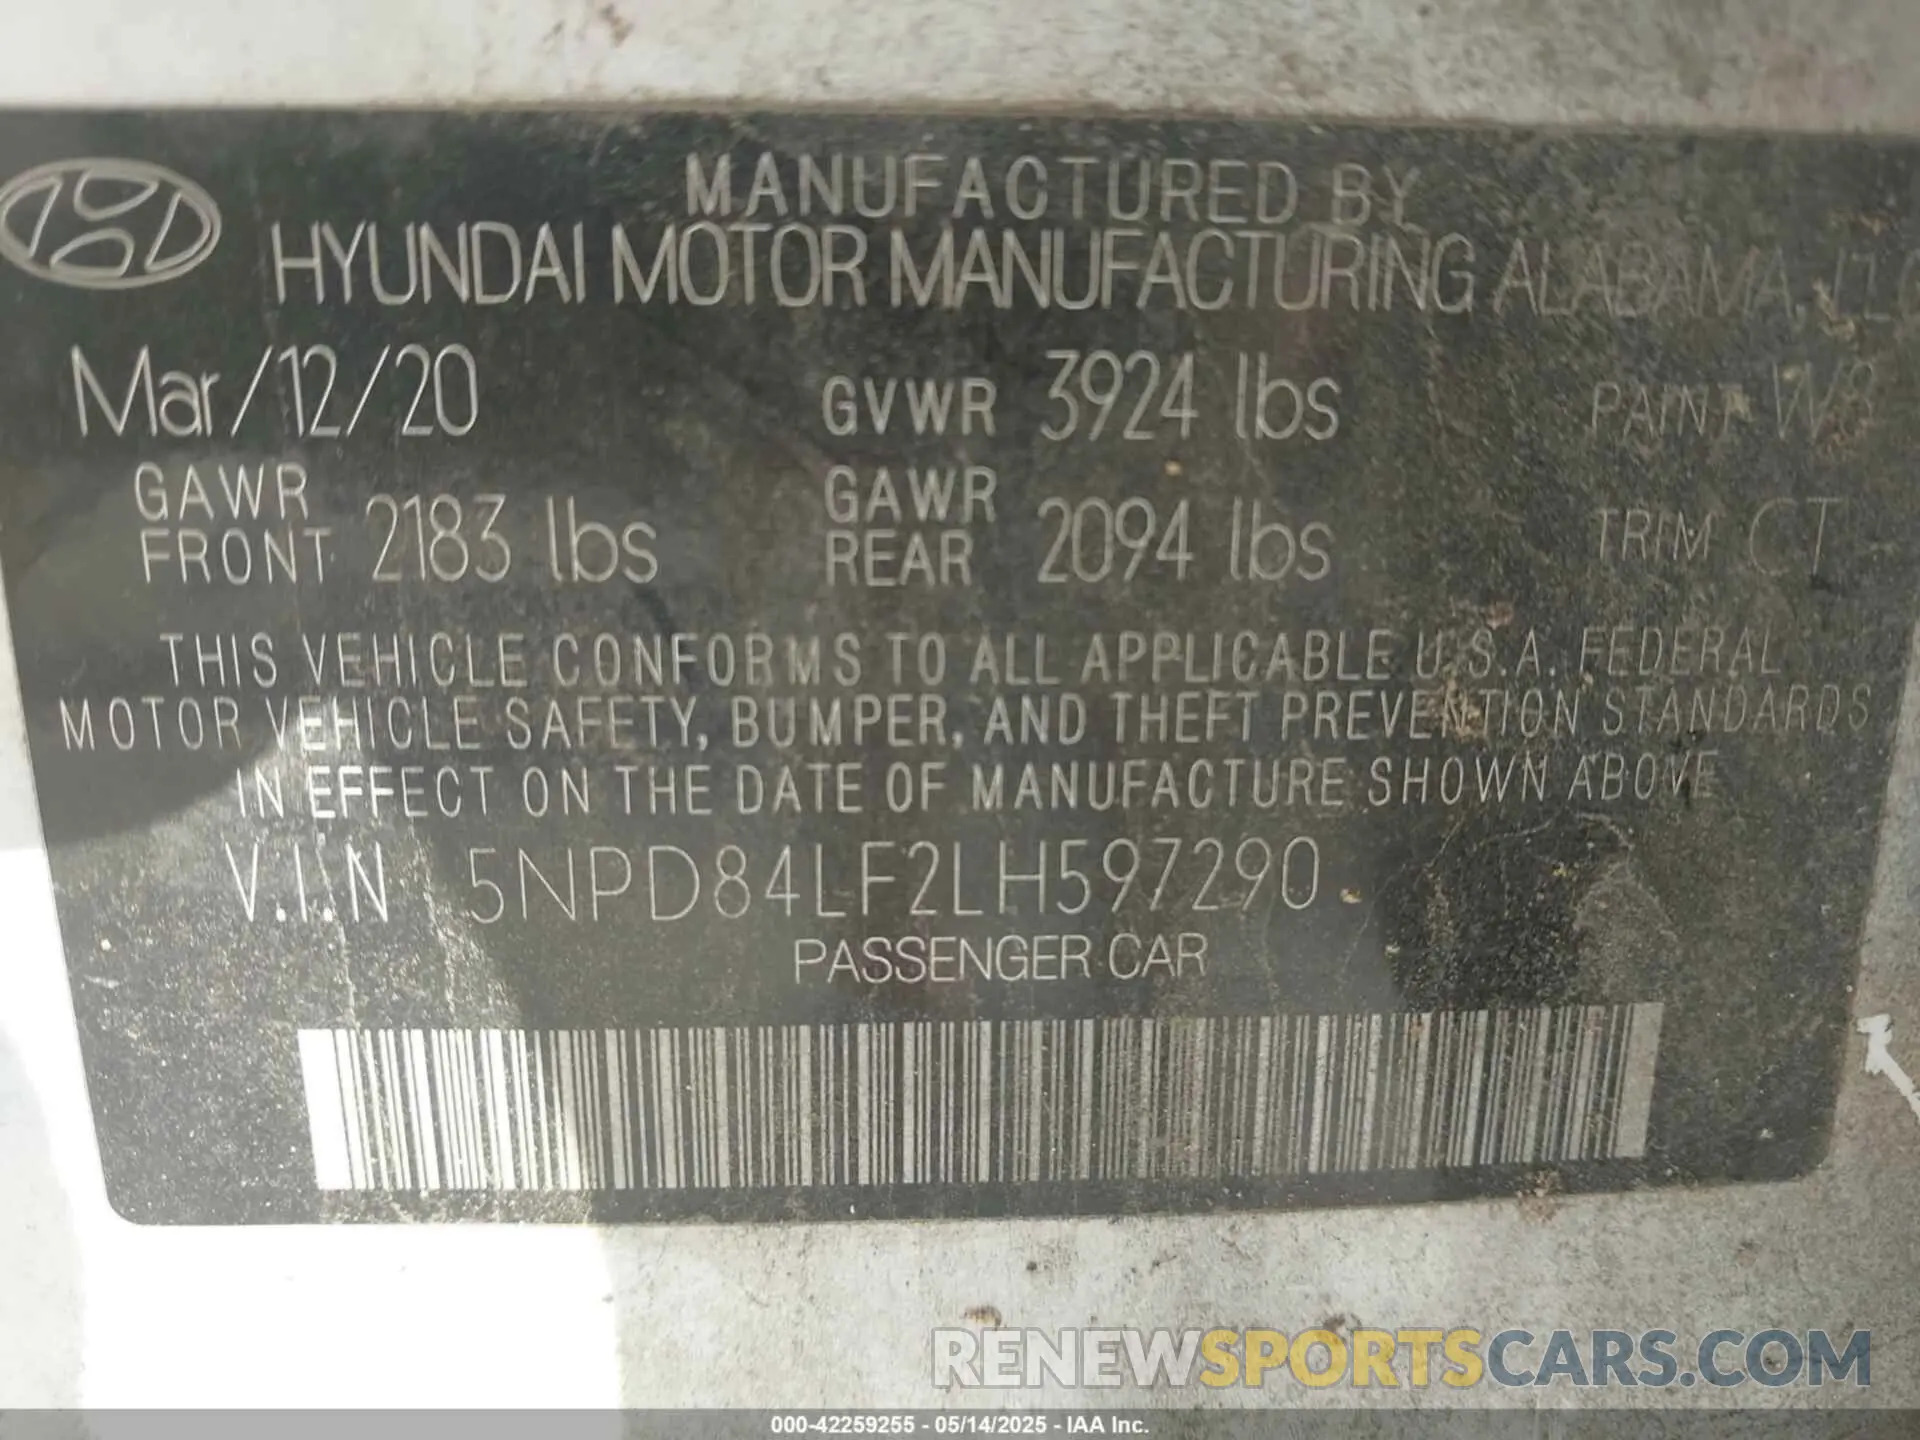 MANUFACTURED BY
HYUNDAI MOTOR MANUFACTURING ALABAMA, LLC
Mar/12/20 GVWR 3924 lbs PAINT W8
GAWR FRONT 2183 lbs GAWR REAR 2094 lbs TRIM CT
THIS VEHICLE CONFORMS TO ALL APPLICABLE U.S.A. FEDERAL
MOTOR VEHICLE SAFETY, BUMPER, AND THEFT PREVENTION STANDARDS
IN EFFECT ON THE DATE OF MANUFACTURE SHOWN ABOVE
V.I.N 5NPD84LF2LH597290
PASSENGER CAR
RENEWSPORTSCARS.COM
000-42259255 - 05/14/2025 - IAA Inc.